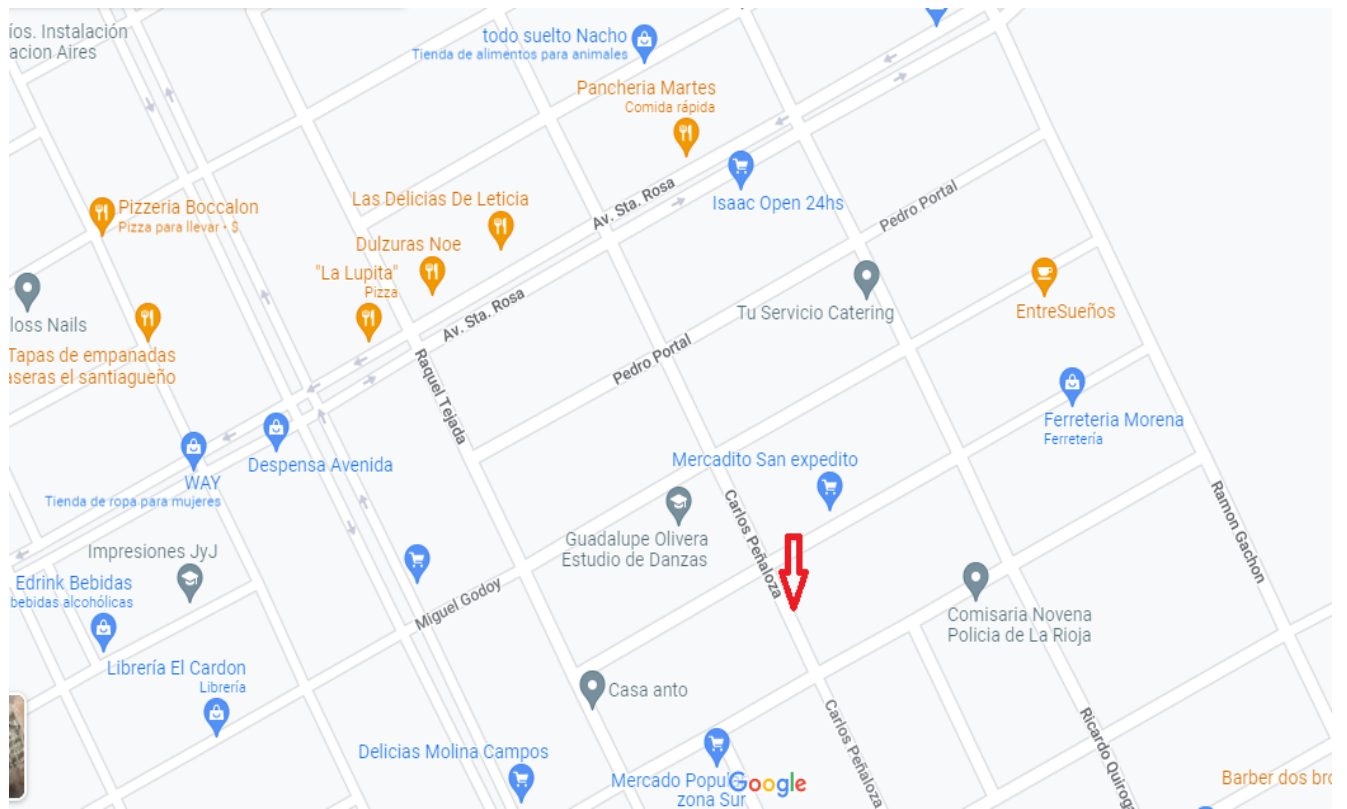 íos. Instalación
acion Aires
todo suelto Nacho
Tienda de alimentos para animales
Pancheria Martes
Comida rápida
Isaac Open 24hs
Av. Sta. Rosa
Pedro Portal
Pizzeria Boccalon
Pizza para llevar • $
Las Delicias De Leticia
Dulzuras Noe
"La Lupita"
Pizza
Av. Sta. Rosa
Tu Servicio Catering
EntreSueños
loss Nails
Tapas de empanadas
aseras el santiagueño
Raquel Tejada
Pedro Portal
Ferreteria Morena
Ferretería
Despensa Avenida
WAY
Tienda de ropa para mujeres
Mercadito San expedito
Carlos Peñaloza
Ramon Gachon
Guadalupe Olivera
Estudio de Danzas
Impresiones JyJ
Edrink Bebidas
bebidas alcohólicas
Miguel Godoy
Comisaria Novena
Policia de La Rioja
Librería El Cardon
Librería
Casa anto
Carlos Peñaloza
Ricardo Quirog
Delicias Molina Campos
Mercado Popul
zona Sur
Google
Barber dos bro